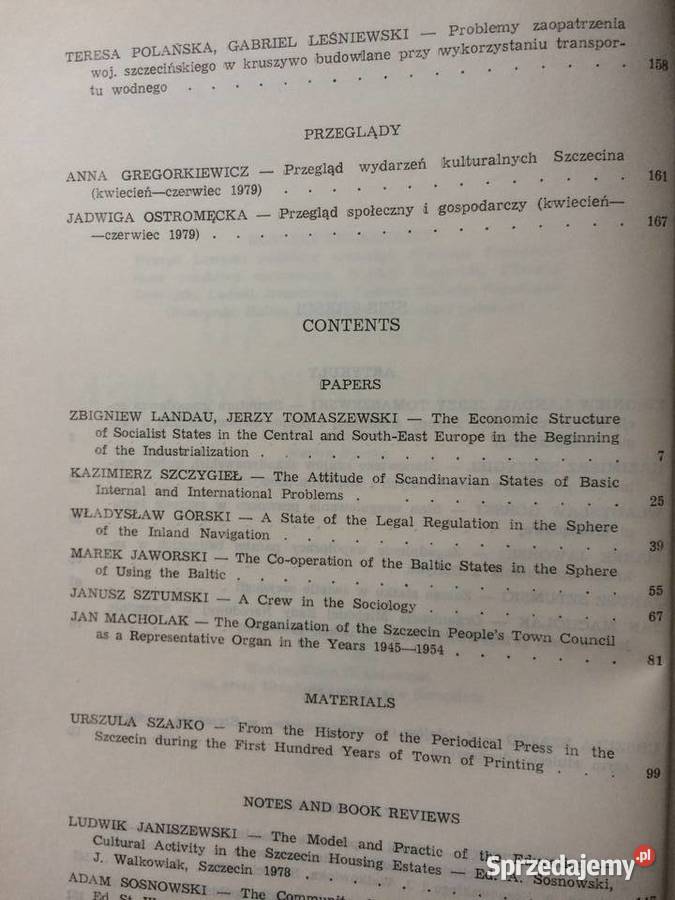 TERESA POLAŃSKA, GABRIEL LEŚNIEWSKI — Problemy zaopatrzenia
woj. szczecińskiego w kruszywo budowlane przy wykorzystaniu transpor-
tu wodnego . . . . . . . . . . . . . . 158
PRZEGLĄDY
ANNA GREGORKIEWICZ — Przegląd wydarzeń kulturalnych Szczecina
(kwiecień—czerwiec 1979) . . . . . . . . . . . 161
JADWIGA OSTROMĘCKA — Przegląd społeczny i gospodarczy (kwiecień—
—czerwiec 1979) . . . . . . . . . . . . . 167
CONTENTS
PAPERS
ZBIGNIEW LANDAU, JERZY TOMASZEWSKI — The Economic Structure
of Socialist States in the Central and South-East Europe in the Beginning
of the Industrialization . . . . . . . . . . . . 7
KAZIMIERZ SZCZYGIEŁ — The Attitude of Scandinavian States of Basic
Internal and International Problems . . . . . . . . . 25
WŁADYSŁAW GÓRSKI — A State of the Legal Regulation in the Sphere
of the Inland Navigation . . . . . . . . . . . 39
MAREK JAWORSKI — The Co-operation of the Baltic States in the Sphere
of Using the Baltic . . . . . . . . . . . . . 55
JANUSZ SZTUMSKI — A Crew in the Sociology . . . . . . . 67
JAN MACHOLAK — The Organization of the Szczecin People's Town Council
as a Representative Organ in the Years 1945—1954 . . . . . . 81
MATERIALS
URSZULA SZAJKO — From the History of the Periodical Press in the
Szczecin during the First Hundred Years of Town of Printing . . . 99
NOTES AND BOOK REVIEWS
LUDWIK JANISZEWSKI — The Model and Practic of the
Cultural Activity in the Szczecin Housing Estates — Ed. A. Sosnowski,
J. Walkowiak, Szczecin 1978 . . . . . . . .
ADAM SOSNOWSKI — The
Sprzedajemy.pl